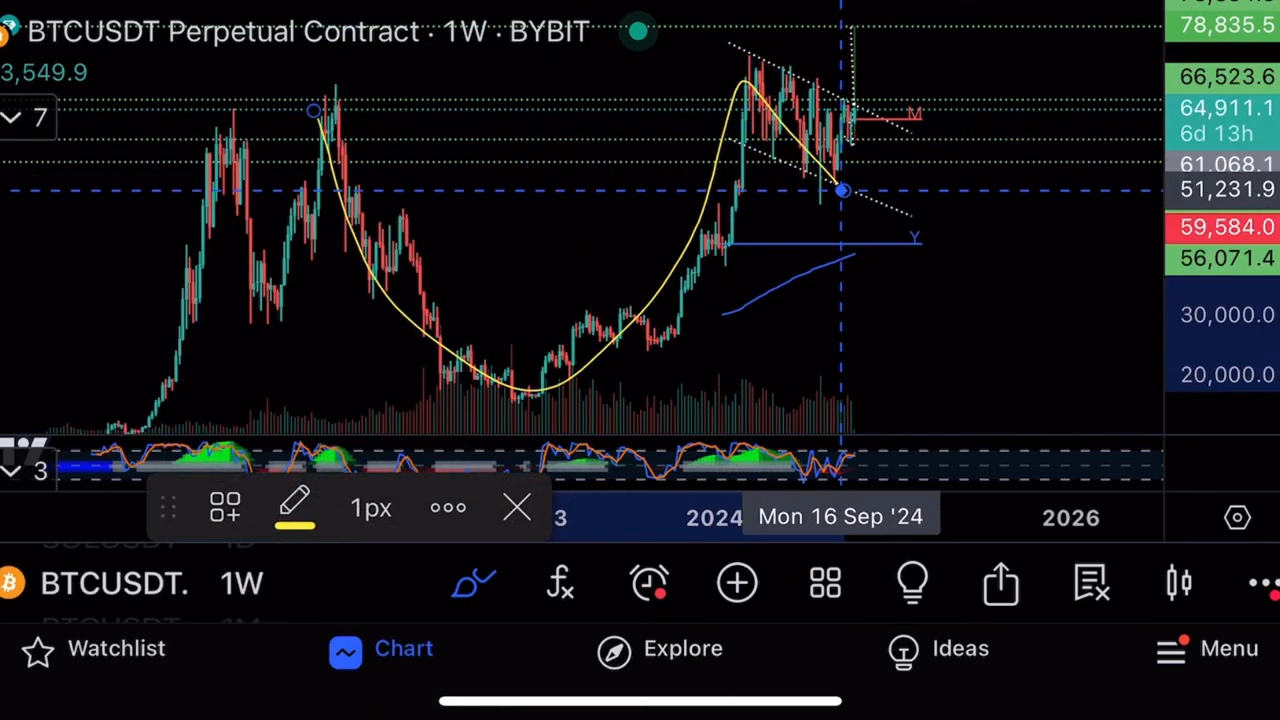 BTCUSDT Perpetual Contract · 1W · BYBIT
78,835.5
3,549.9
66,523.6
7
64,911.1
M
6d 13h
61,068.1
51,231.9
59,584.0
Y
56,071.4
30,000.0
20,000.0
3
1px
3
2024
Mon 16 Sep '24
2026
BTCUSDT. 1W
Watchlist
Chart
Explore
Ideas
Menu